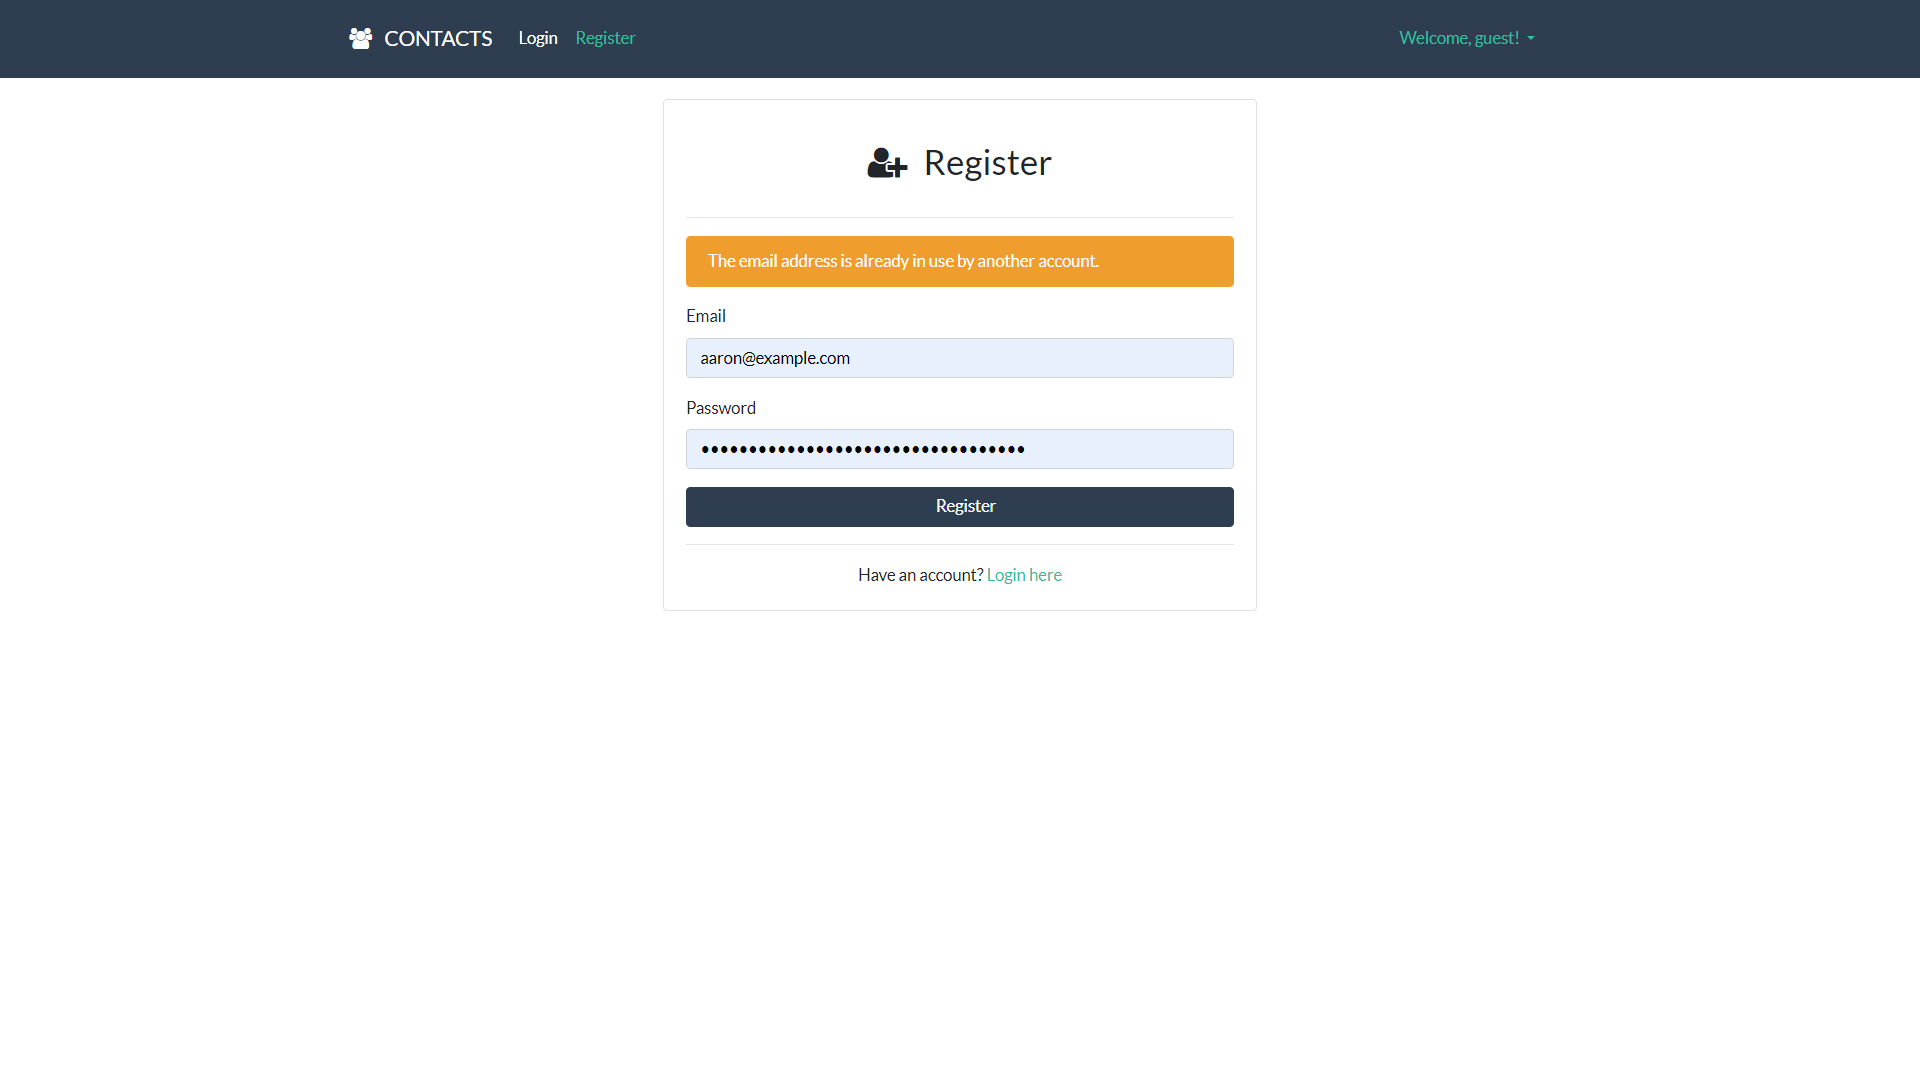 CONTACTS Login Register Welcome, guest!
Register
The email address is already in use by another account.
Email
aaron@example.com
Password
••••••••••••••••••••••••••••••••••
Register
Have an account? Login here